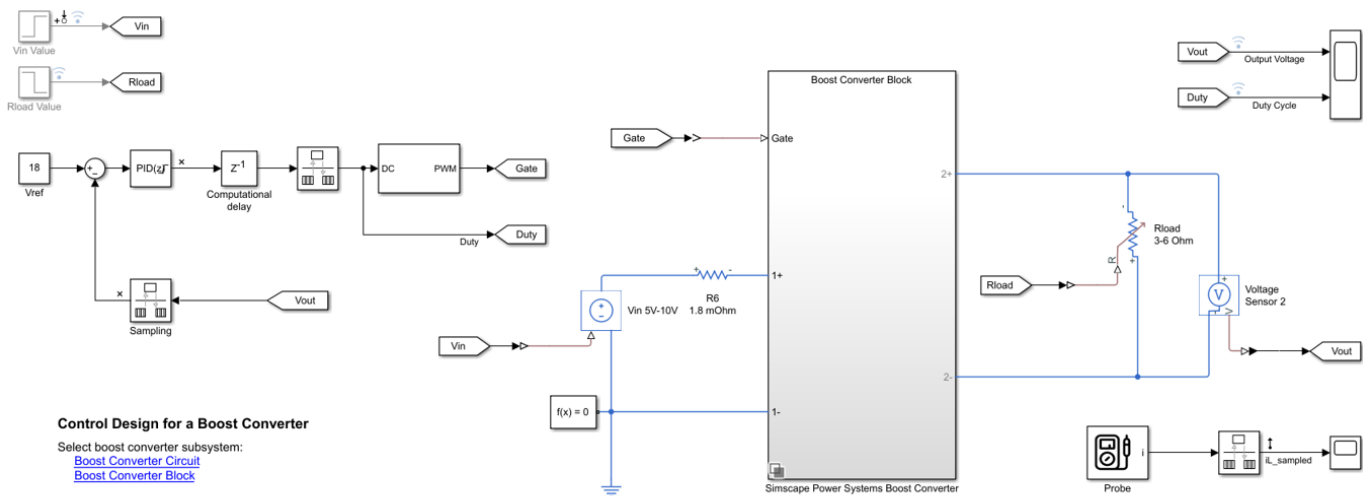 Vin
Vin Value
Rload
Rload Value
18
Vref
+
-
PID(z)
Z-1
Computational
delay
DC
PWM
Gate
Duty
Duty
Vout
Sampling
Control Design for a Boost Converter
Select boost converter subsystem:
Boost Converter Circuit
Boost Converter Block
Boost Converter Block
Gate
Gate
1+
1-
2+
2-
+
-
R6
1.8 mOhm
+
-
Vin 5V-10V
Vin
f(x) = 0
Simscape Power Systems Boost Converter
-
+
R
Rload
3-6 Ohm
Rload
+
V
-
V
Voltage
Sensor 2
Vout
Vout
Output Voltage
Duty
Duty Cycle
i
Probe
iL_sampled